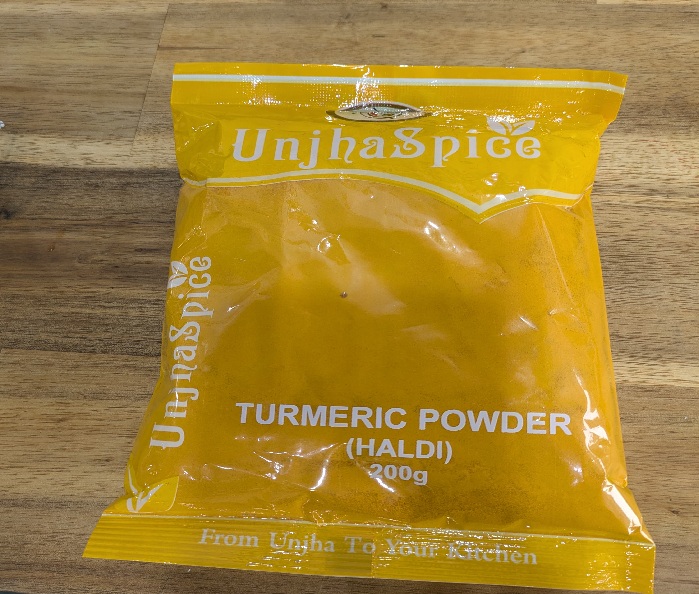 UnjhaSpice
UnjhaSpice
TURMERIC POWDER
(HALDI)
200g
From Unjha To Your Kitchen